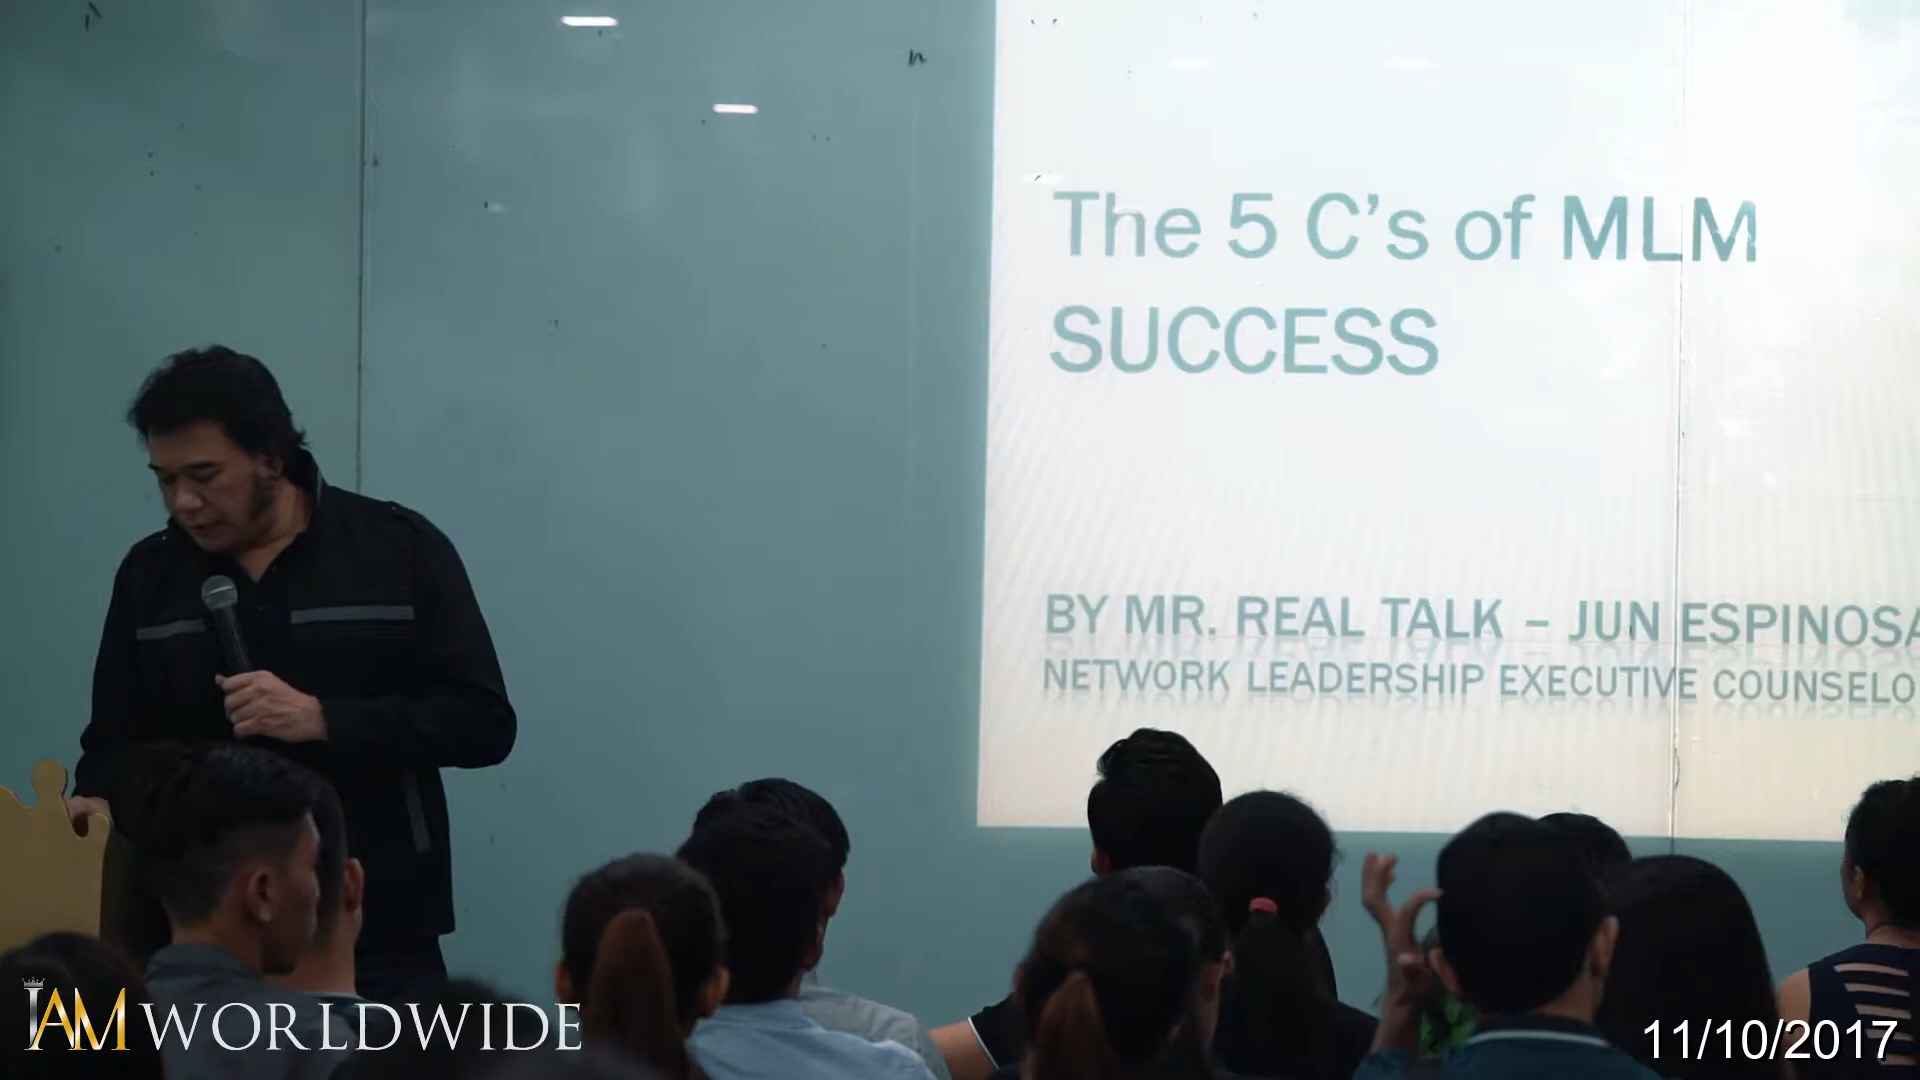 The 5 C's of MLM
SUCCESS
BY MR. REAL TALK – JUN ESPINOSA
NETWORK LEADERSHIP EXECUTIVE COUNSELO
IAM WORLDWIDE
11/10/2017